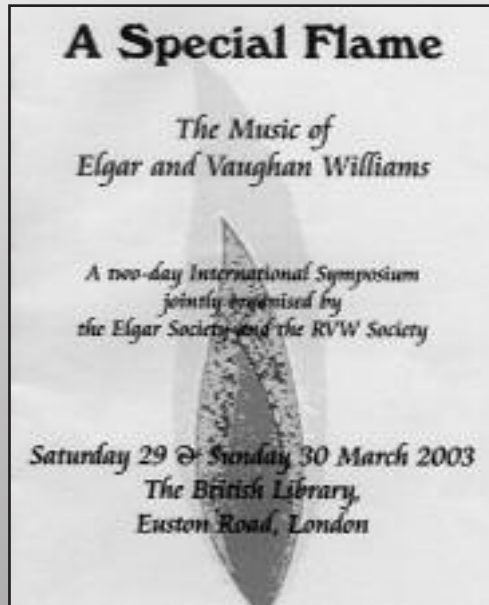 A Special Flame
The Music of
Elgar and Vaughan Williams
A two-day International Symposium
jointly organised by
the Elgar Society and the RVW Society
Saturday 29 & Sunday 30 March 2003
The British Library,
Euston Road, London